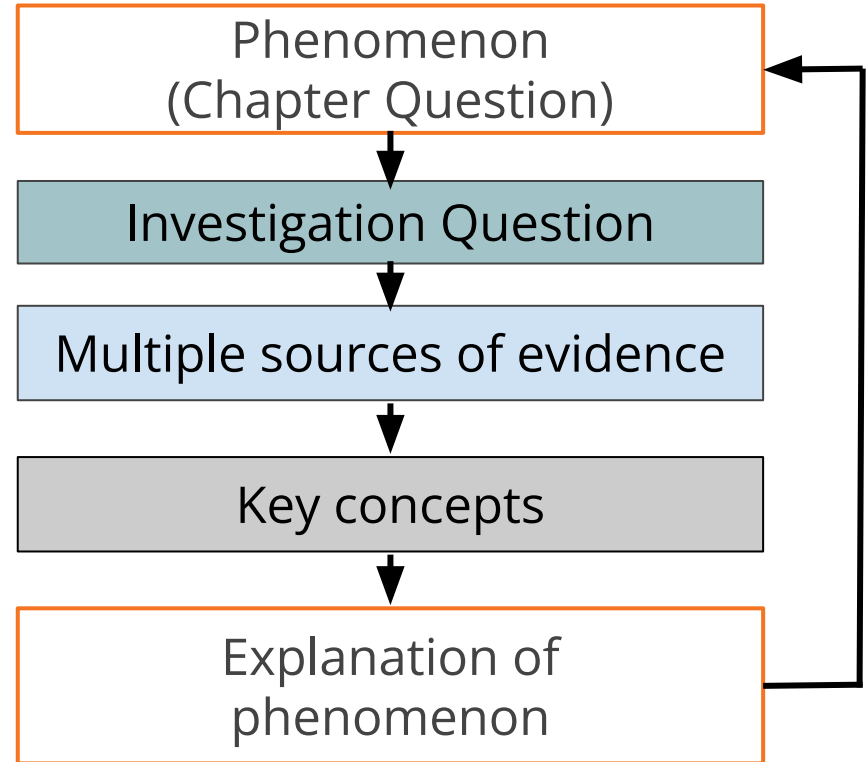 Phenomenon
(Chapter Question)
Investigation Question
Multiple sources of evidence
Key concepts
Explanation of
phenomenon